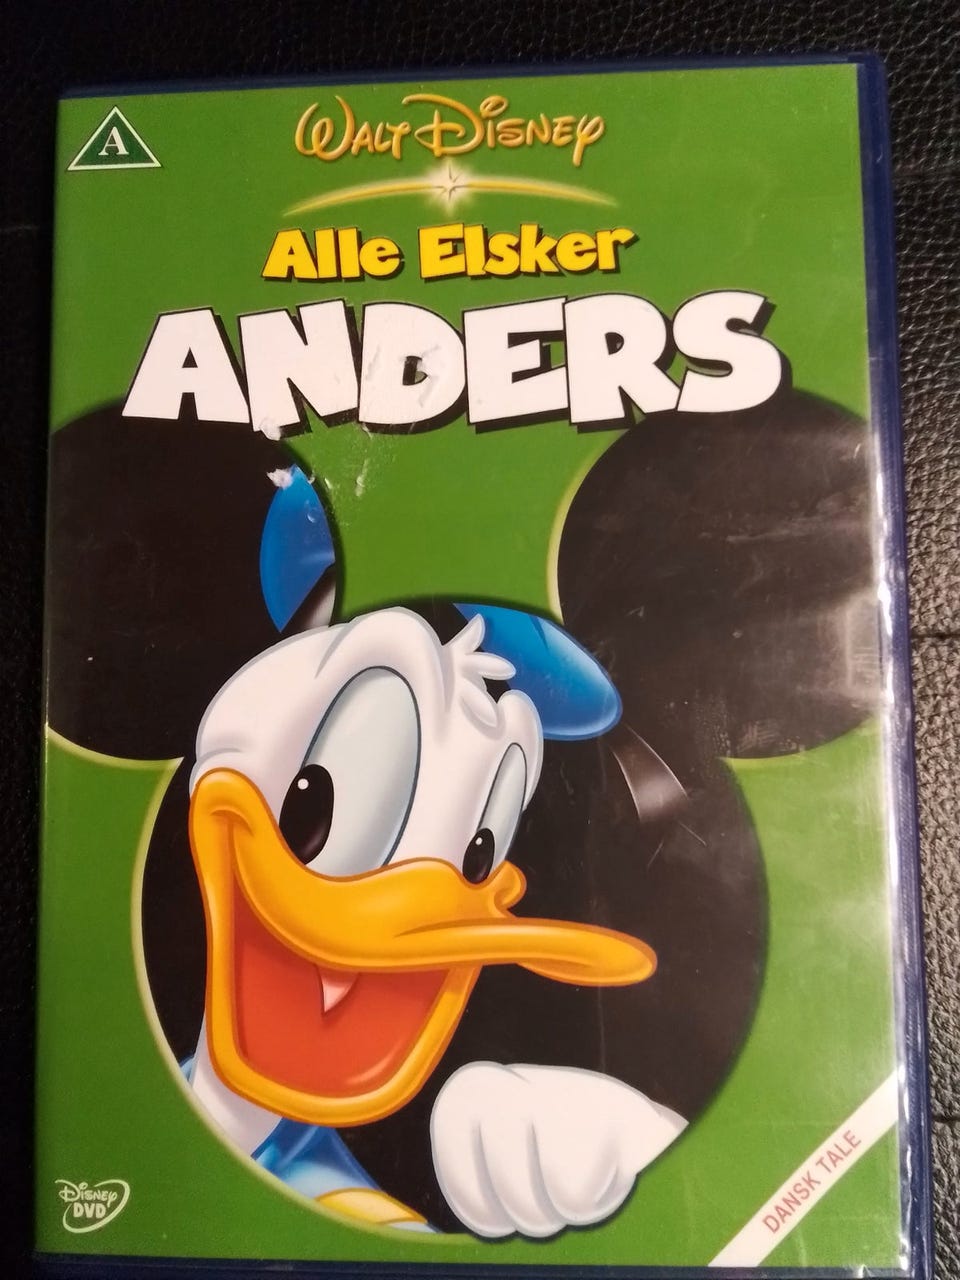 A
WALT DISNEY
Alle Elsker
ANDERS
DANSK TALE
DISNEY
DVD